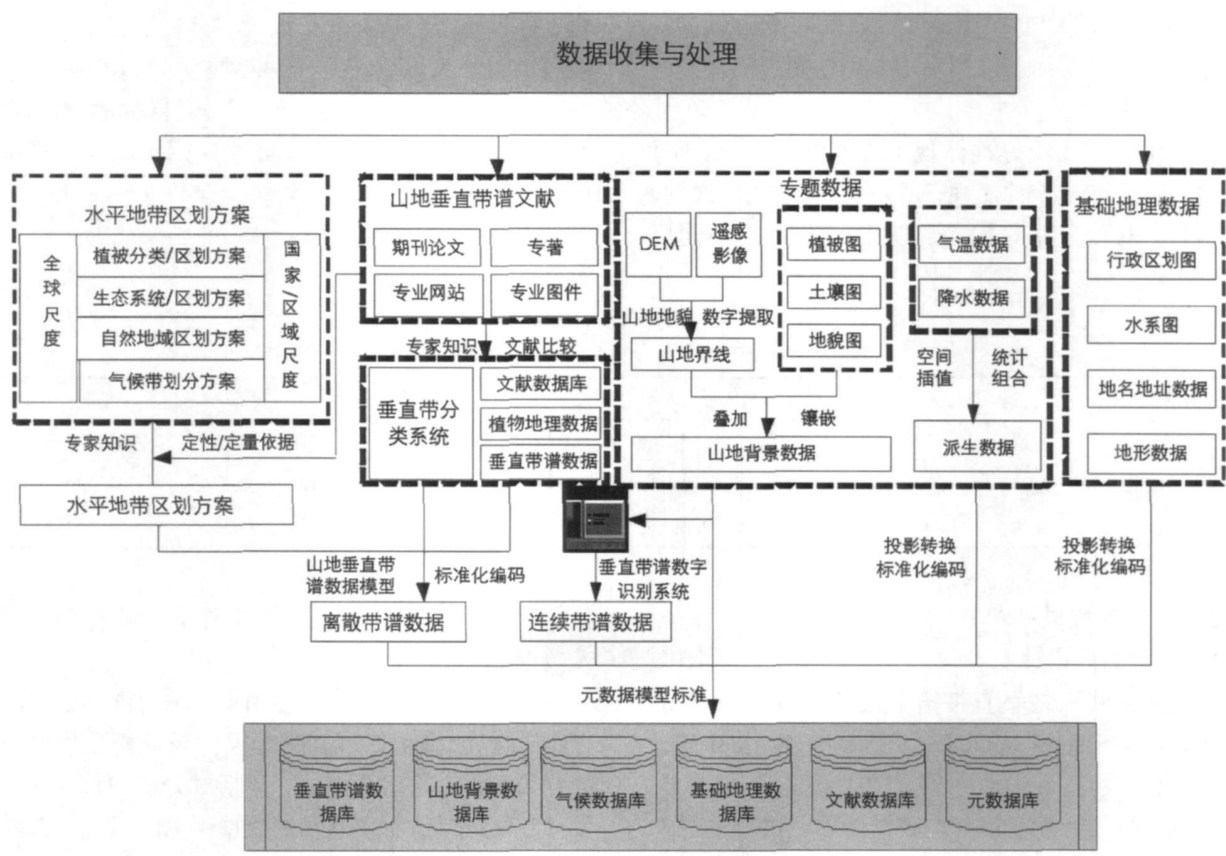 数据收集与处理
水平地带区划方案
全球尺度
植被分类/区划方案
生态系统/区划方案
自然地域区划方案
气候带划分方案
国家/区域尺度
专家知识
定性/定量依据
水平地带区划方案
山地垂直带谱文献
期刊论文
专著
专业网站
专业图件
专家知识
文献比较
垂直带分
类系统
文献数据库
植物地理数据
垂直带谱数据
山地垂直带
谱数据模型
标准化编码
垂直带谱数字
识别系统
离散带谱数据
连续带谱数据
专题数据
DEM
遥感
影像
山地地貌 数字提取
山地界线
植被图
土壤图
地貌图
叠加
镶嵌
山地背景数据
气温数据
降水数据
空间
插值
统计
组合
派生数据
投影转换
标准化编码
基础地理数据
行政区划图
水系图
地名地址数据
地形数据
投影转换
标准化编码
元数据模型标准
垂直带谱数
据库
山地背景数
据库
气候数据库
基础地理数
据库
文献数据库
元数据库